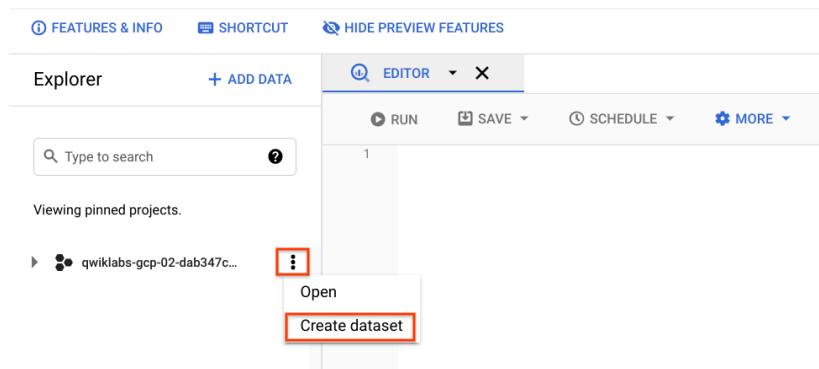 FEATURES & INFO SHORTCUT HIDE PREVIEW FEATURES
Explorer + ADD DATA EDITOR
RUN SAVE SCHEDULE MORE
Type to search
1
Viewing pinned projects.
qwiklabs-gcp-02-dab347c...
Open
Create dataset